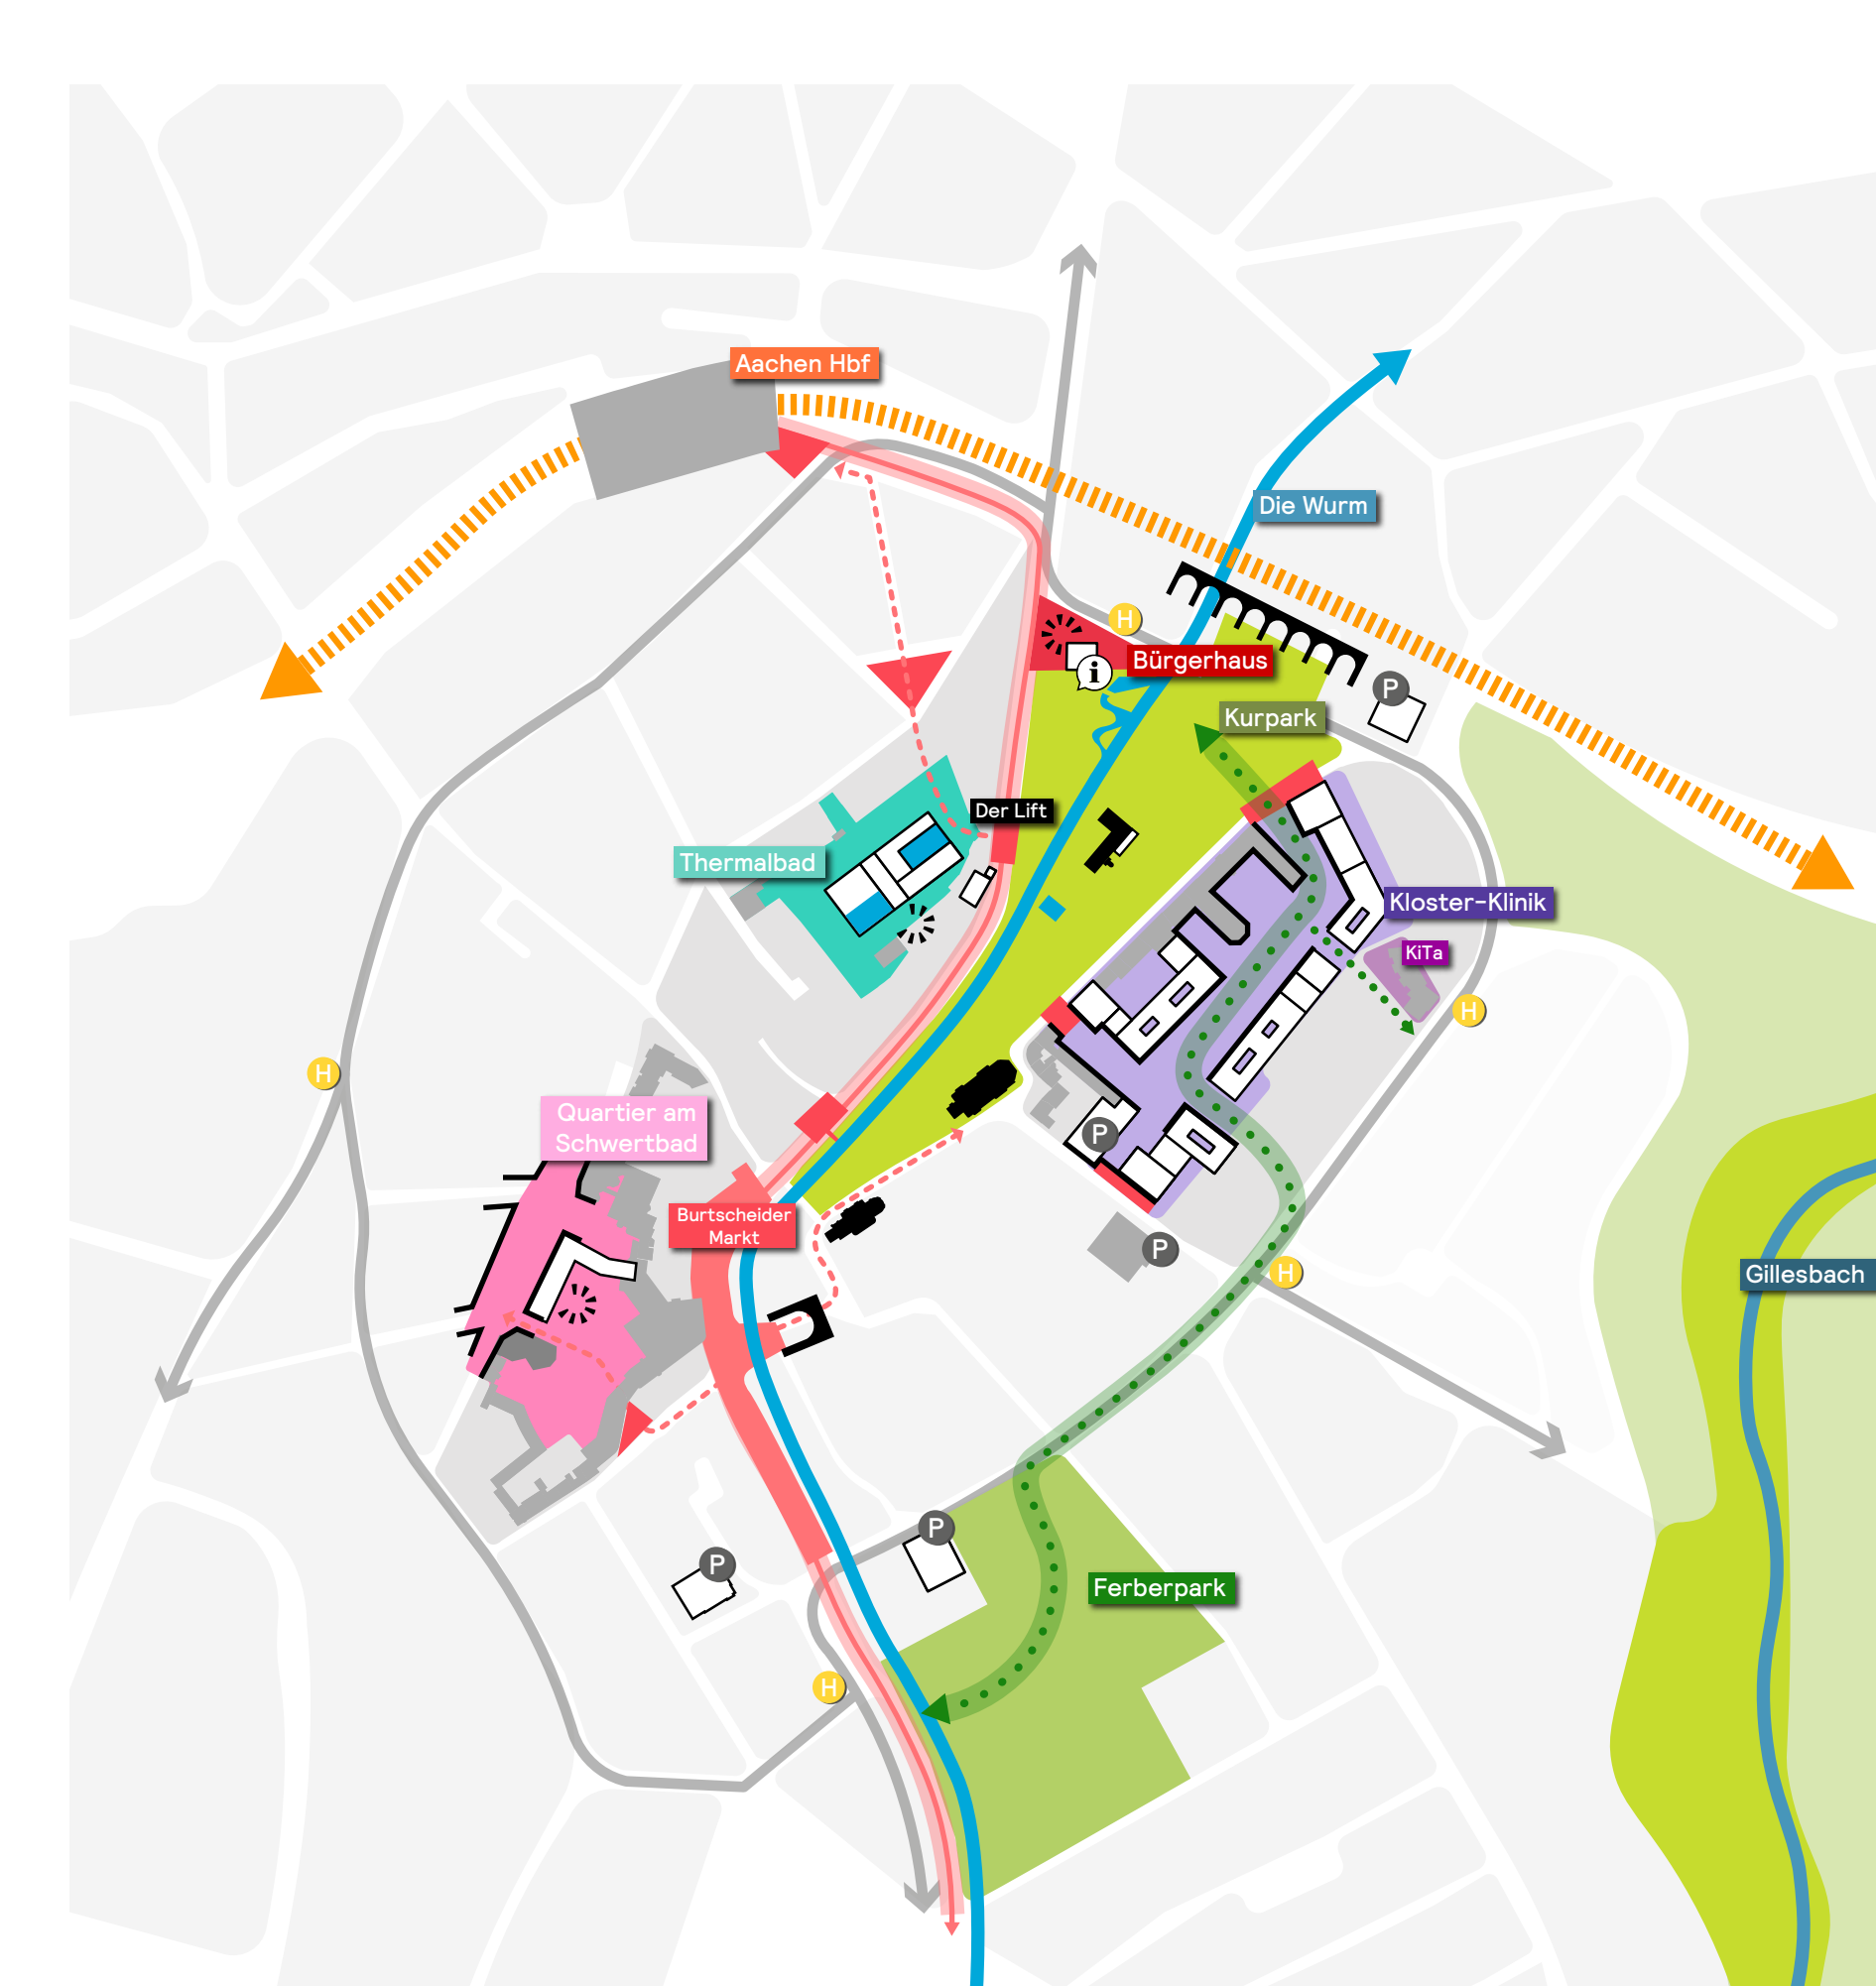 Aachen Hbf
Die Wurm
H
Bürgerhaus
i
P
Kurpark
Der Lift
Thermalbad
Kloster-Klinik
KiTa
H
H
Quartier am
Schwertbad
P
Burtscheider
Markt
P
H
Gillesbach
P
P
Ferberpark
H